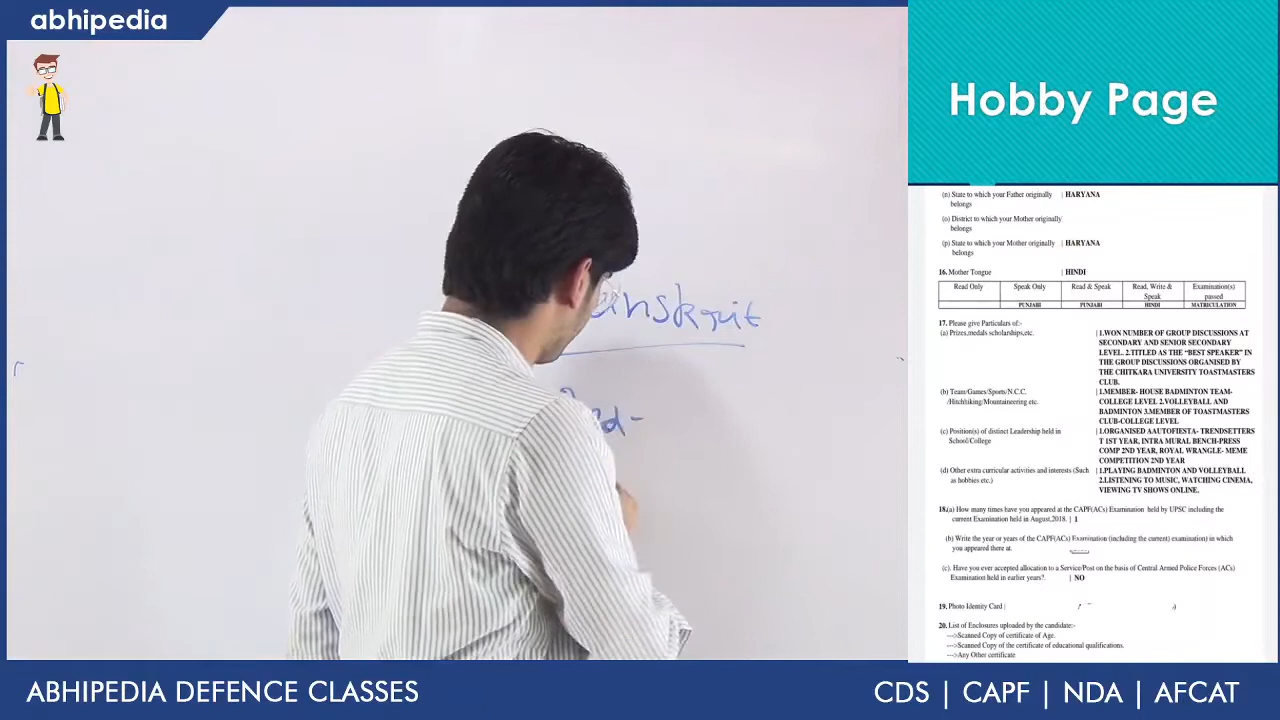 abhipedia
Hobby Page
(n) State to which your Father originally | HARYANA
belongs
(o) District to which your Mother originally
belongs
(p) State to which your Mother originally | HARYANA
belongs
16. Mother Tongue | HINDI
Read Only Speak Only Read & Speak Read, Write & Speak Examination(s) passed
PUNJABI PUNJABI HINDI MATRICULATION
17. Please give Particulars of:-
(a) Prizes,medals scholarships,etc. | 1.WON NUMBER OF GROUP DISCUSSIONS AT
SECONDARY AND SENIOR SECONDARY
LEVEL. 2.TITLED AS THE "BEST SPEAKER" IN
THE GROUP DISCUSSIONS ORGANISED BY
THE CHITKARA UNIVERSITY TOASTMASTERS
CLUB.
(b) Team/Games/Sports/N.C.C. | 1.MEMBER- HOUSE BADMINTON TEAM-
/Hitchhiking/Mountaineering etc. COLLEGE LEVEL 2.VOLLEYBALL AND
BADMINTON 3.MEMBER OF TOASTMASTERS
CLUB-COLLEGE LEVEL
(c) Position(s) of distinct Leadership held in | 1.ORGANISED AAUTOFIESTA- TRENDSETTERS
School/College T 1ST YEAR, INTRA MURAL BENCH-PRESS
COMP 2ND YEAR, ROYAL WRANGLE- MEME
COMPETITION 2ND YEAR
(d) Other extra curricular activities and interests (Such | 1.PLAYING BADMINTON AND VOLLEYBALL
as hobbies etc.) 2.LISTENING TO MUSIC, WATCHING CINEMA,
VIEWING TV SHOWS ONLINE.
18.(a) How many times have you appeared at the CAPF(ACs) Examination held by UPSC including the
current Examination held in August,2018. | 1
(b) Write the year or years of the CAPF(ACs) Examination (including the current) examination) in which
you appeared there at.
(c). Have you ever accepted allocation to a Service/Post on the basis of Central Armed Police Forces (ACs)
Examination held in earlier years?. | NO
19. Photo Identity Card |
20. List of Enclosures uploaded by the candidate:-
--->Scanned Copy of certificate of Age.
--->Scanned Copy of the certificate of educational qualifications.
--->Any Other certificate
ABHIPEDIA DEFENCE CLASSES
CDS | CAPF | NDA | AFCAT